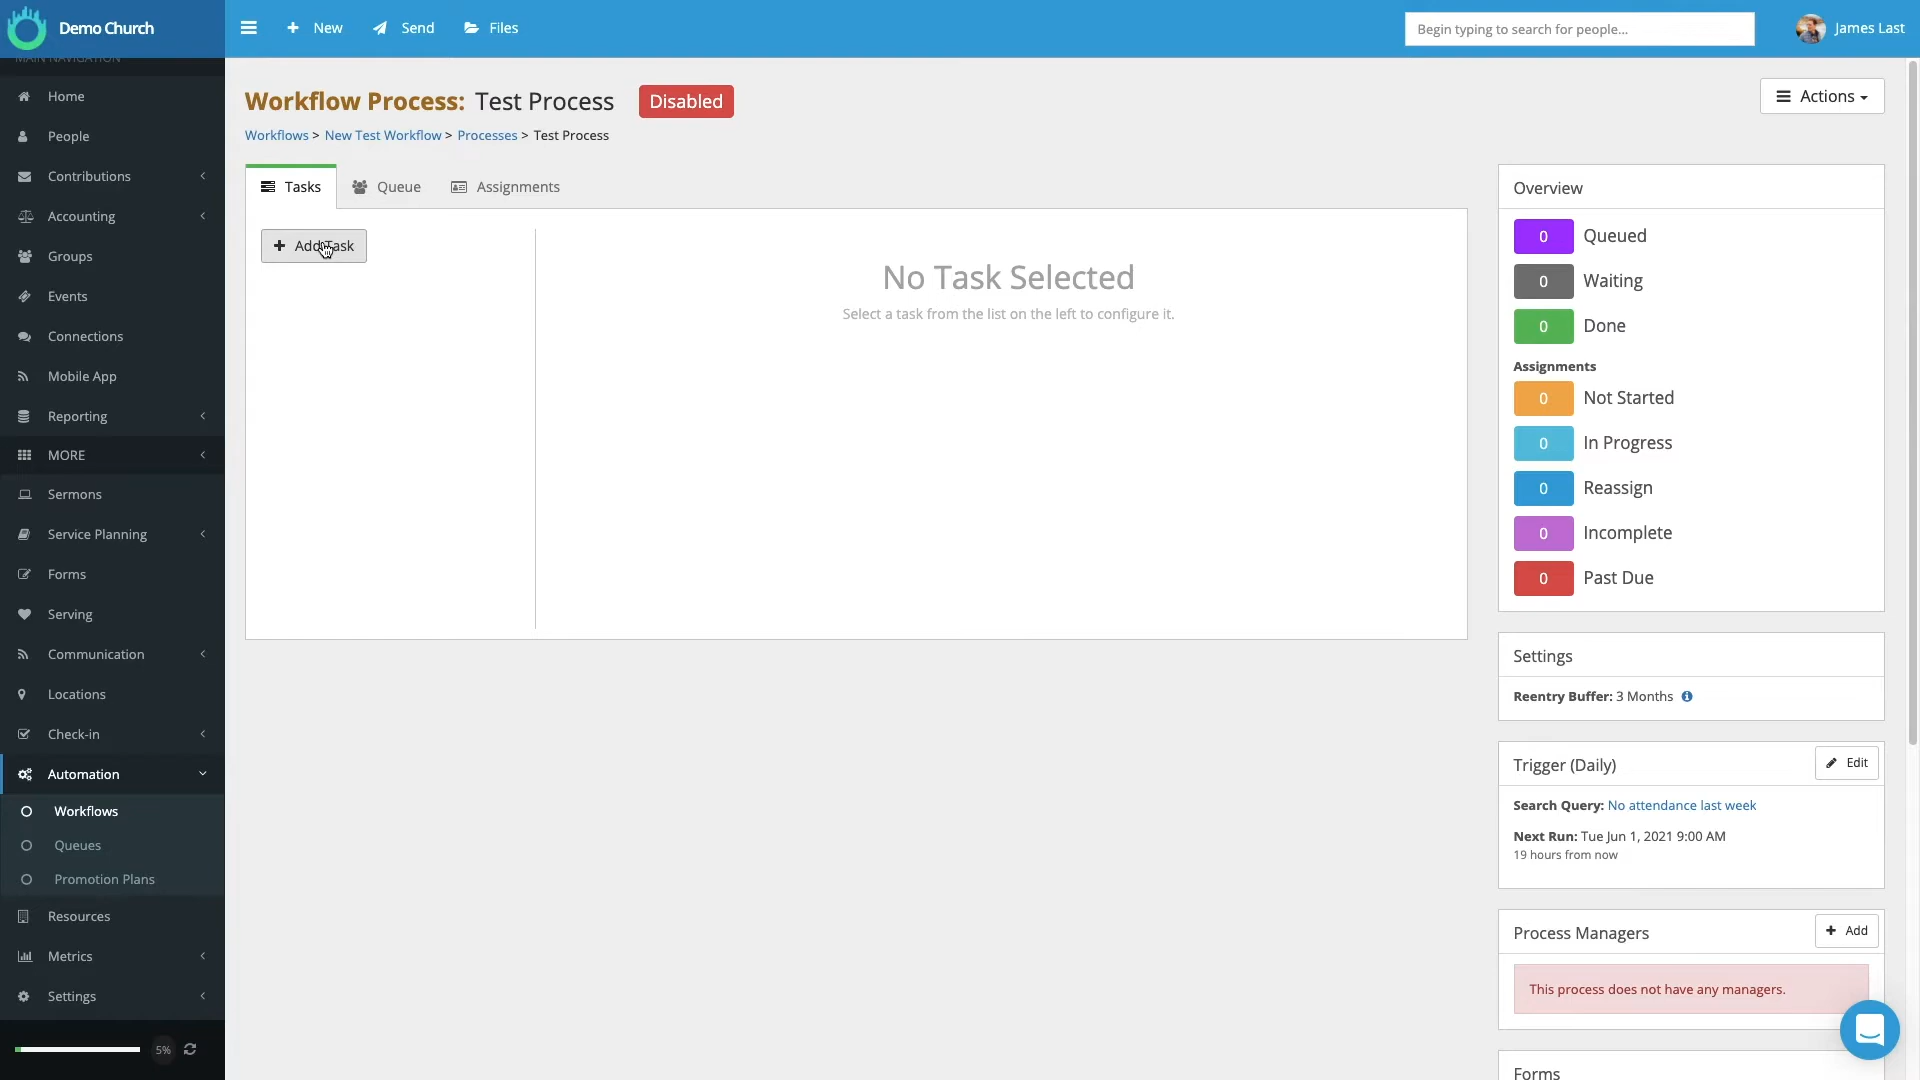 Demo Church
New
Send
Files
Begin typing to search for people...
James Last
MAIN NAVIGATION
Home
People
Contributions
Accounting
Groups
Events
Connections
Mobile App
Reporting
MORE
Sermons
Service Planning
Forms
Serving
Communication
Locations
Check-in
Automation
Workflows
Queues
Promotion Plans
Resources
Metrics
Settings
5%
Workflow Process: Test Process Disabled
Actions
Workflows > New Test Workflow > Processes > Test Process
Tasks
Queue
Assignments
Add Task
No Task Selected
Select a task from the list on the left to configure it.
Overview
0 Queued
0 Waiting
0 Done
Assignments
0 Not Started
0 In Progress
0 Reassign
0 Incomplete
0 Past Due
Settings
Reentry Buffer: 3 Months
Trigger (Daily)
Edit
Search Query: No attendance last week
Next Run: Tue Jun 1, 2021 9:00 AM
19 hours from now
Process Managers
Add
This process does not have any managers.
Forms